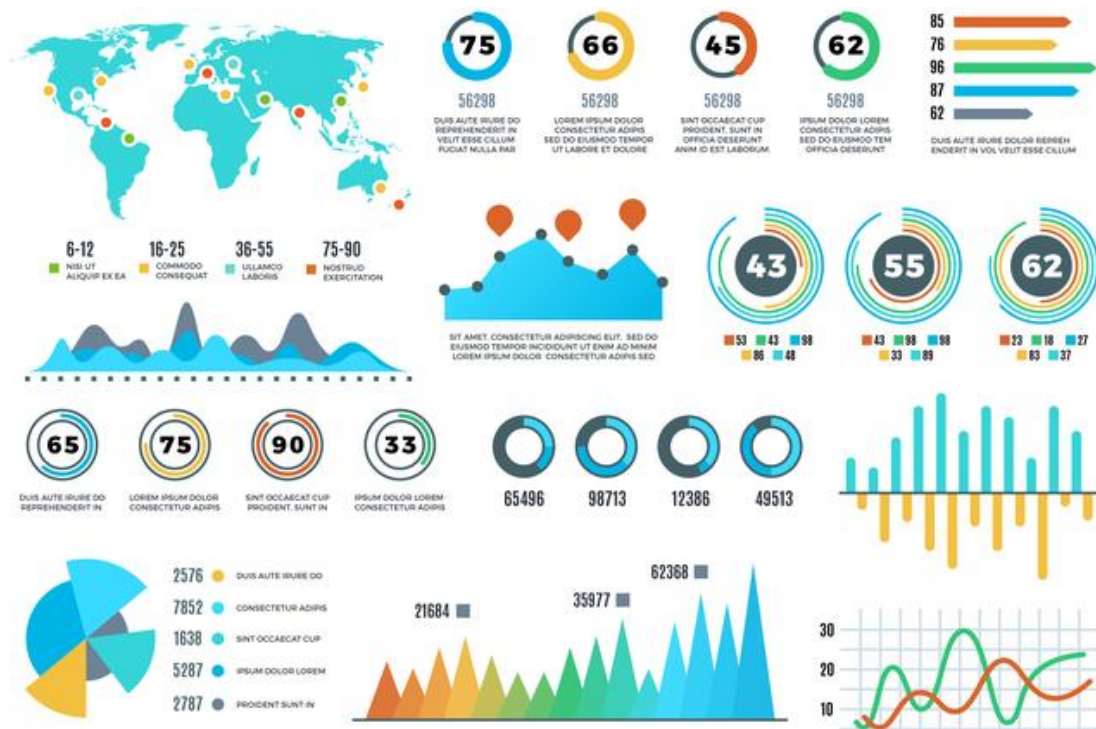 75
66
45
62
56298
56298
56298
56298
DUIS AUTE IRURE DO
REPREHENDERIT IN
VELIT ESSE CILLUM
FUGIAT NULLA PAR
LOREM IPSUM DOLOR
CONSECTETUR ADIPIS
SED DO EIUSMOD TEMPOR
UT LABORE ET DOLORE
SINT OCCAECAT CUP
PROIDENT, SUNT IN
OFFICIA DESERUNT
ANIM ID EST LABORUM.
IPSUM DOLOR LOREM
CONSECTETUR ADIPIS
SED DO EIUSMOD TEM
OFFICIA DESERUNT
85
76
96
87
62
DUIS AUTE IRURE DOLOR REPREH
ENDERIT IN VOL VELIT ESSE CILLUM
6-12
NISI UT
ALIQUIP EX EA
16-25
COMMODO
CONSEQUAT
36-55
ULLAMCO
LABORIS
75-90
NOSTRUD
EXERCITATION
SIT AMET, CONSECTETUR ADIPISCING ELIT, SED DO
EIUSMOD TEMPOR INCIDIDUNT UT ENIM AD MINIM
LOREM IPSUM DOLOR CONSECTETUR ADIPIS SED
43
53 43 98
86 48
55
43 98 98
33 89
62
23 18 27
83 37
65
DUIS AUTE IRURE DO
REPREHENDERIT IN
75
LOREM IPSUM DOLOR
CONSECTETUR ADIPIS
90
SINT OCCAECAT CUP
PROIDENT, SUNT IN
33
IPSUM DOLOR LOREM
CONSECTETUR ADIPIS
65496
98713
12386
49513
2576 DUIS AUTE IRURE DO
7852 CONSECTETUR ADIPIS
1638 SINT OCCAECAT CUP
5287 IPSUM DOLOR LOREM
2787 PROIDENT SUNT IN
21684
35977
62368
30
20
10